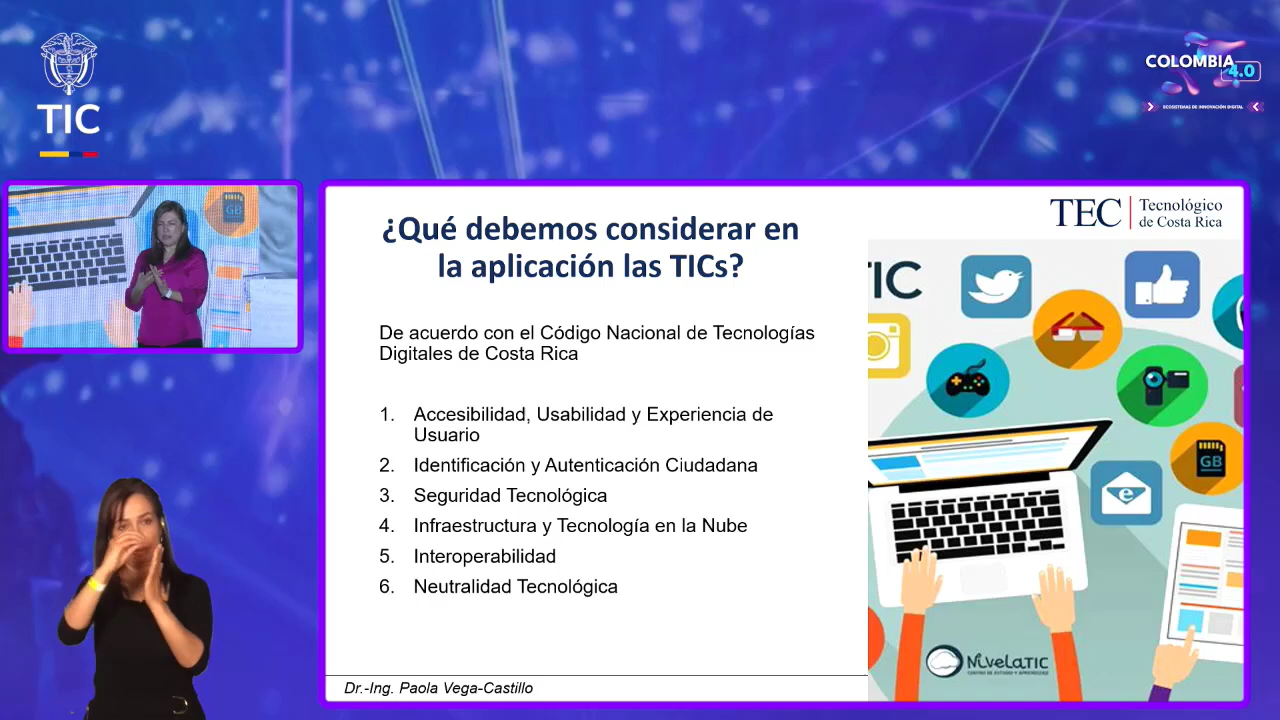 TIC
COLOMBIA
4.0
ECOSISTEMAS DE INNOVACIÓN DIGITAL
GB
¿Qué debemos considerar en
la aplicación las TICs?
TEC Tecnológico
de Costa Rica
De acuerdo con el Código Nacional de Tecnologías
Digitales de Costa Rica
1. Accesibilidad, Usabilidad y Experiencia de
Usuario
2. Identificación y Autenticación Ciudadana
3. Seguridad Tecnológica
4. Infraestructura y Tecnología en la Nube
5. Interoperabilidad
6. Neutralidad Tecnológica
TIC
GB
e
NivelaTIC
CENTRO DE ESTUDIO Y APRENDIZAJE
Dr.-Ing. Paola Vega-Castillo